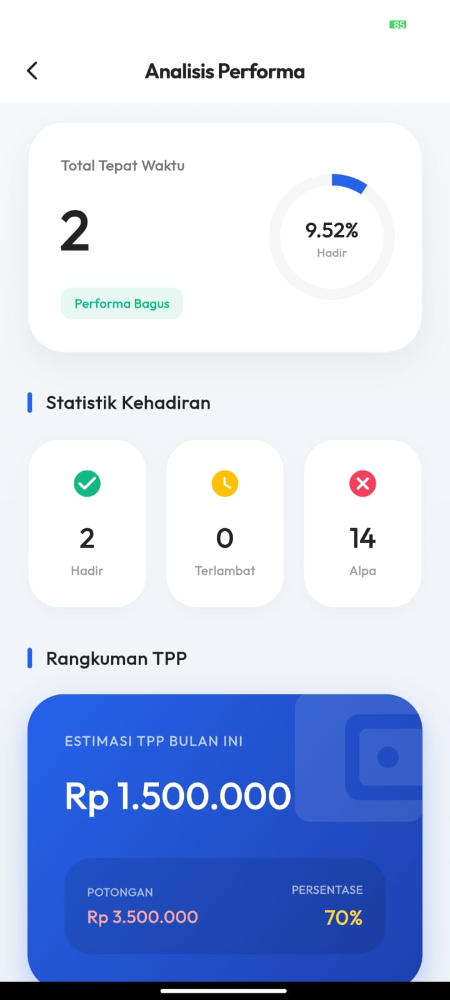 85
Analisis Performa
Total Tepat Waktu
2
9.52%
Hadir
Performa Bagus
Statistik Kehadiran
2
Hadir
0
Terlambat
14
Alpa
Rangkuman TPP
ESTIMASI TPP BULAN INI
Rp 1.500.000
POTONGAN
Rp 3.500.000
PERSENTASE
70%